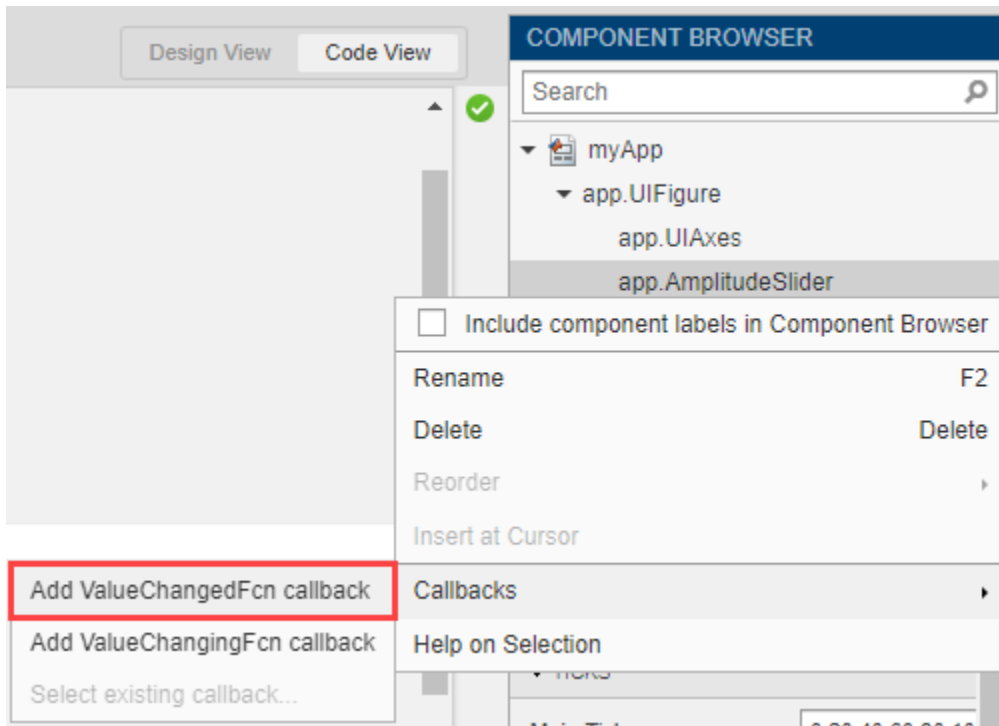 Design View
Code View
COMPONENT BROWSER
Search
myApp
app.UIFigure
app.UIAxes
app.AmplitudeSlider
Include component labels in Component Browser
Rename F2
Delete Delete
Reorder
Insert at Cursor
Callbacks
Help on Selection
Add ValueChangedFcn callback
Add ValueChangingFcn callback
Select existing callback...